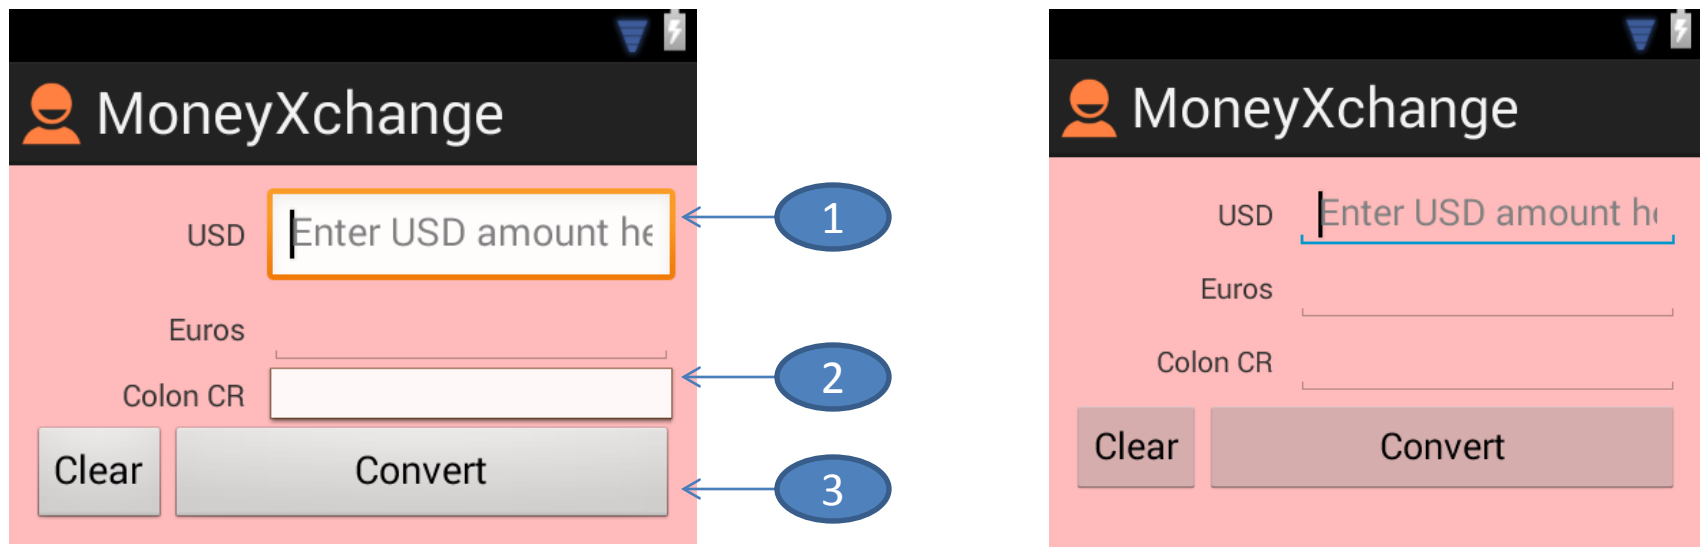 MoneyXchange
USD
Enter USD amount he
Euros
Colon CR
Clear
Convert
1
2
3
MoneyXchange
USD
Enter USD amount he
Euros
Colon CR
Clear
Convert